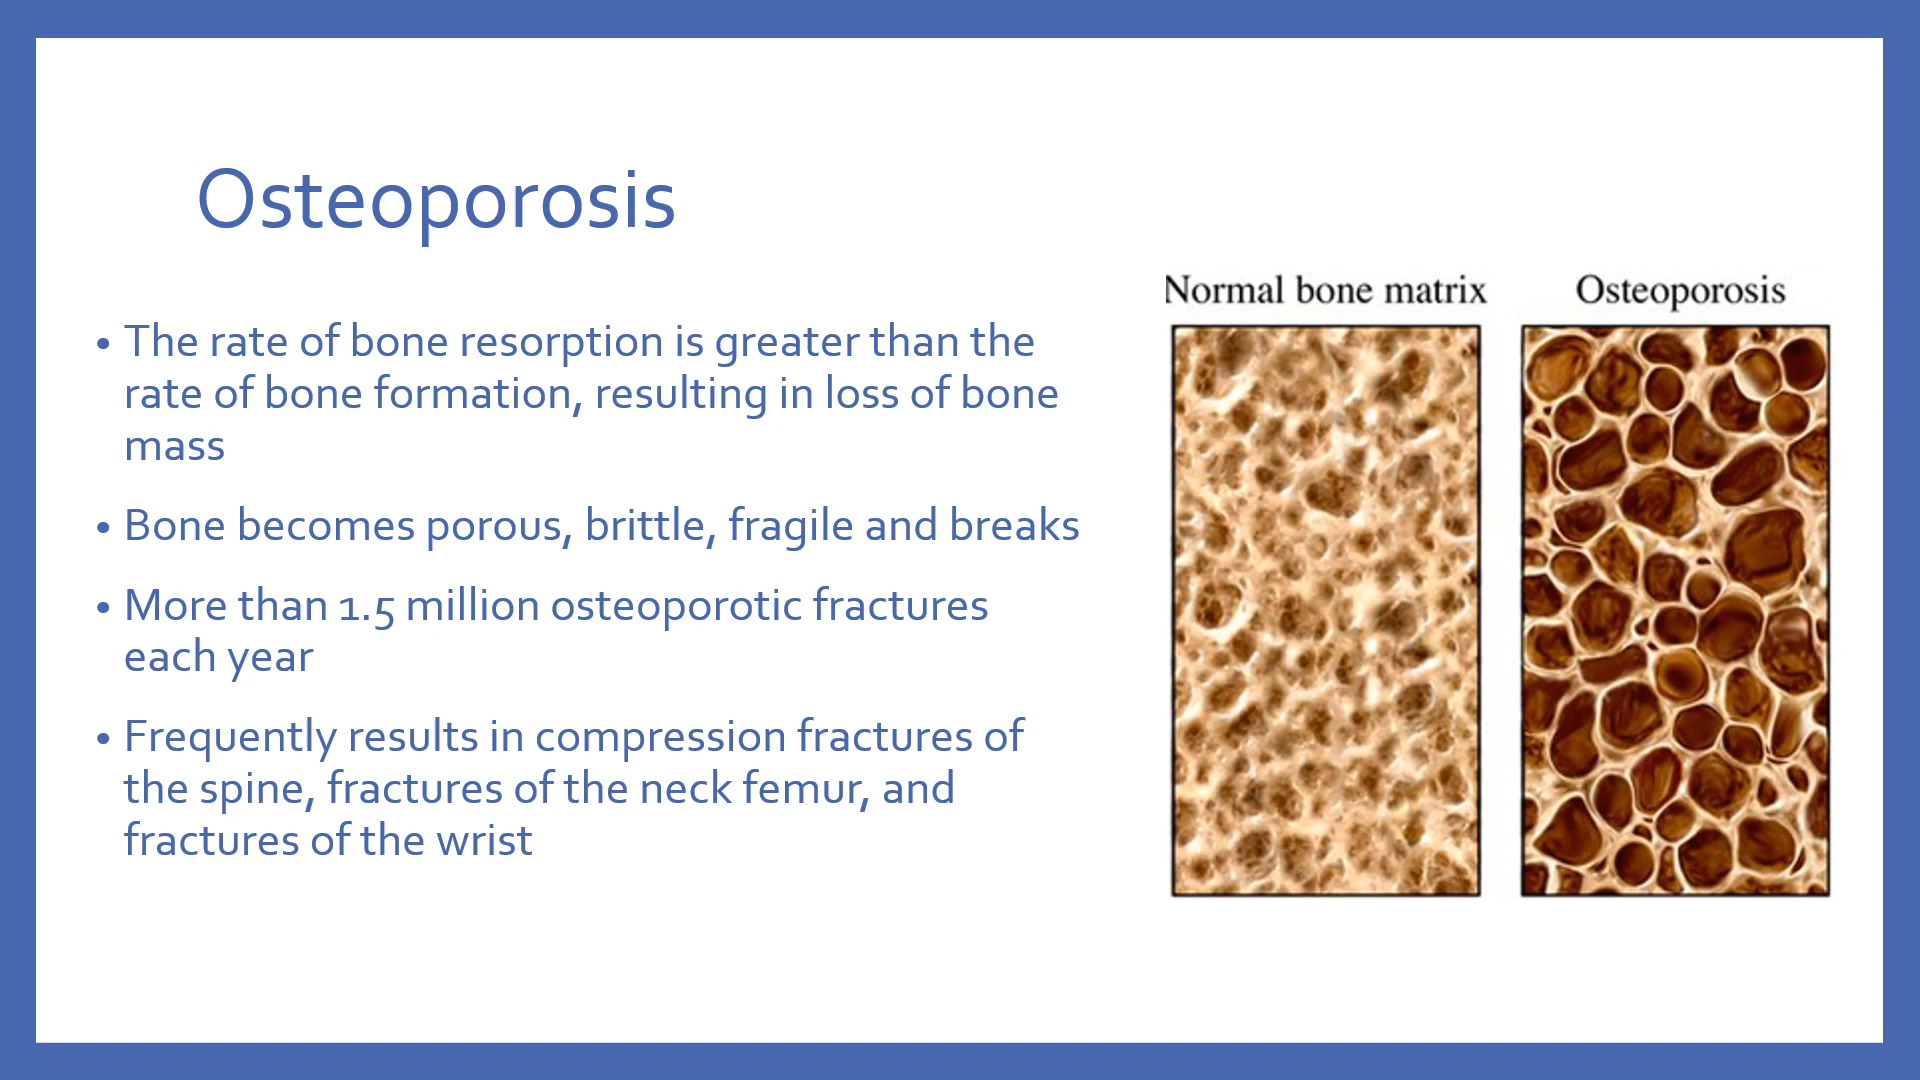 Osteoporosis
• The rate of bone resorption is greater than the
rate of bone formation, resulting in loss of bone
mass
• Bone becomes porous, brittle, fragile and breaks
• More than 1.5 million osteoporotic fractures
each year
• Frequently results in compression fractures of
the spine, fractures of the neck femur, and
fractures of the wrist
Normal bone matrix
Osteoporosis